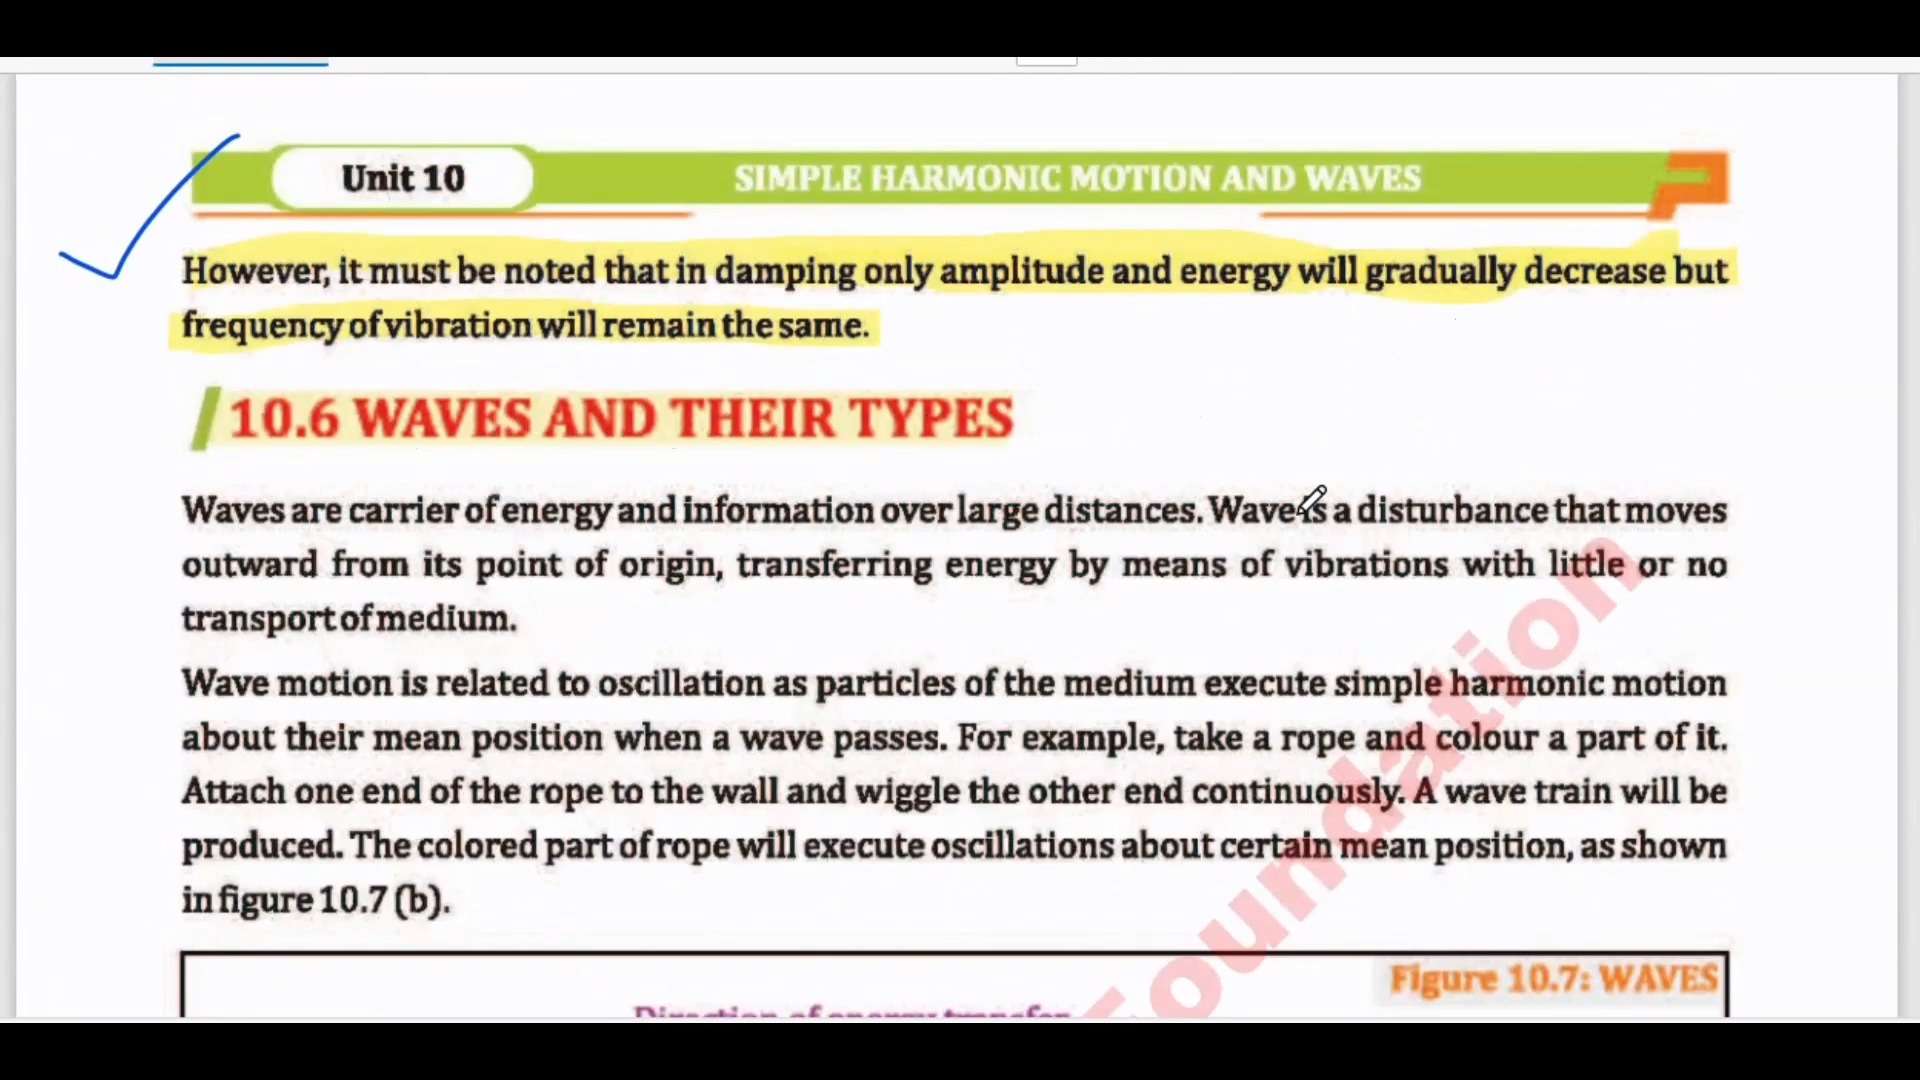 Unit 10
SIMPLE HARMONIC MOTION AND WAVES
However, it must be noted that in damping only amplitude and energy will gradually decrease but
frequency of vibration will remain the same.
10.6 WAVES AND THEIR TYPES
Waves are carrier of energy and information over large distances. Wave is a disturbance that moves
outward from its point of origin, transferring energy by means of vibrations with little or no
transport of medium.
Wave motion is related to oscillation as particles of the medium execute simple harmonic motion
about their mean position when a wave passes. For example, take a rope and colour a part of it.
Attach one end of the rope to the wall and wiggle the other end continuously. A wave train will be
produced. The colored part of rope will execute oscillations about certain mean position, as shown
in figure 10.7 (b).
Figure 10.7: WAVES
Direction of energy transfer
Foundation